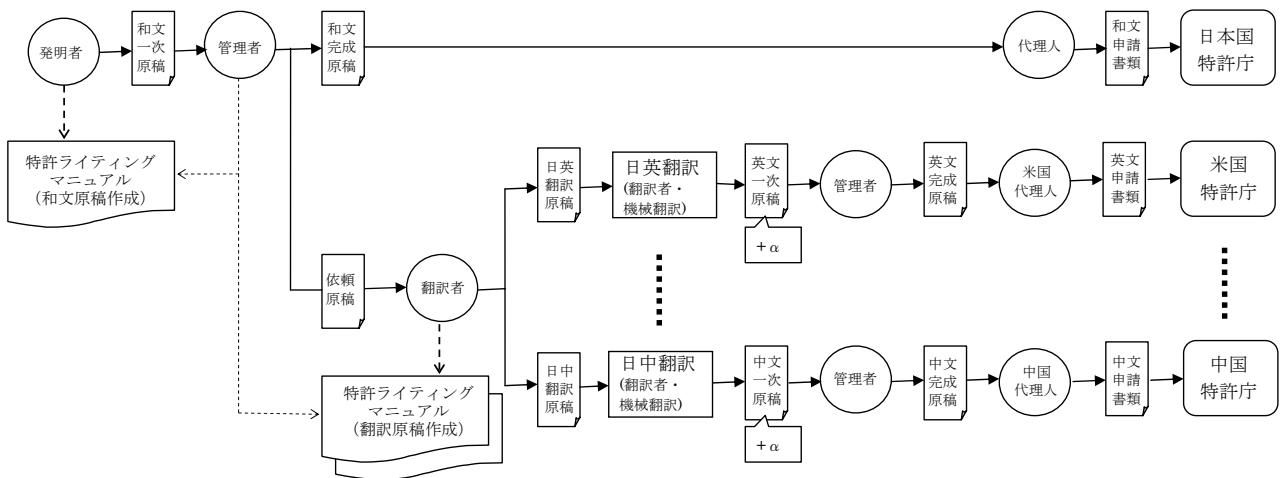 発明者
和文
一次
原稿
管理者
和文
完成
原稿
代理人
和文
申請
書類
日本国
特許庁
特許ライティング
マニュアル
(和文原稿作成)
日英
翻訳
原稿
日英翻訳
(翻訳者・
機械翻訳)
英文
一次
原稿
+α
管理者
英文
完成
原稿
米国
代理人
英文
申請
書類
米国
特許庁
依頼
原稿
翻訳者
特許ライティング
マニュアル
(翻訳原稿作成)
日中
翻訳
原稿
日中翻訳
(翻訳者・
機械翻訳)
中文
一次
原稿
+α
管理者
中文
完成
原稿
中国
代理人
中文
申請
書類
中国
特許庁